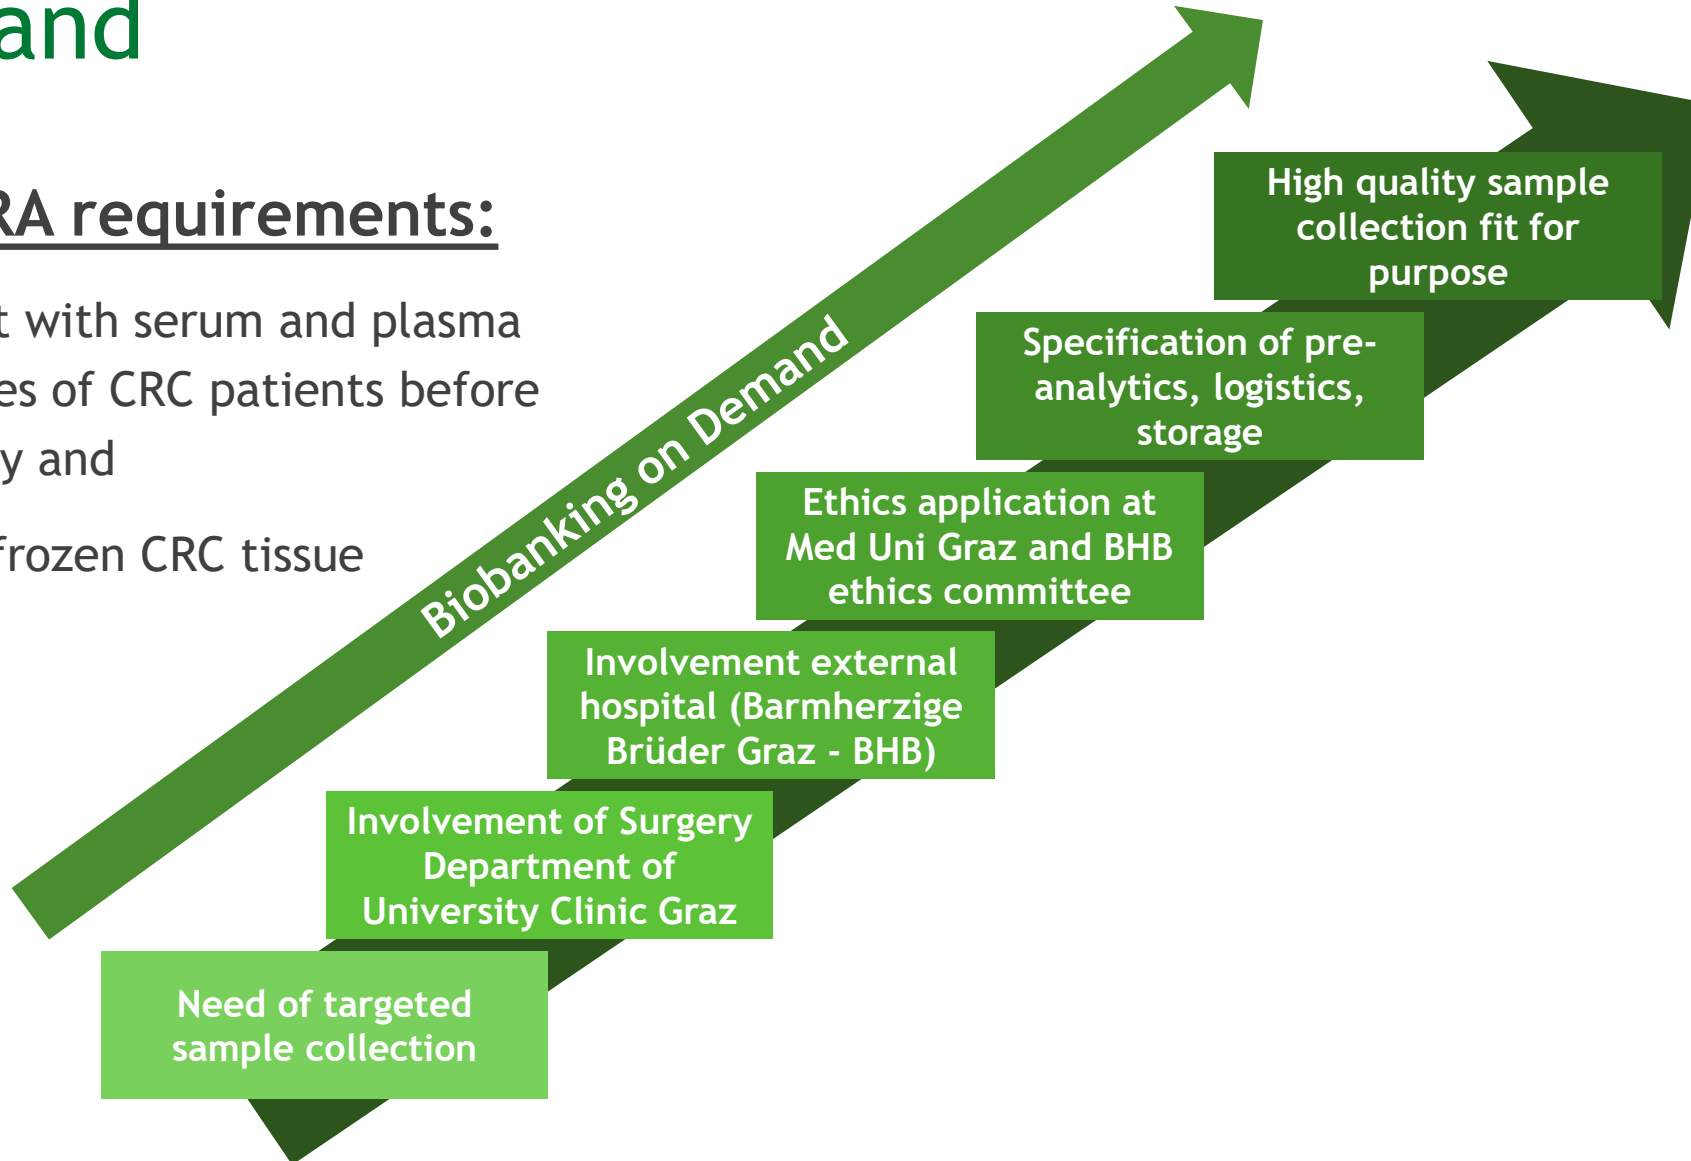 and
RA requirements:
t with serum and plasma
es of CRC patients before
y and
frozen CRC tissue
Biobanking on Demand
High quality sample
collection fit for
purpose
Specification of pre-
analytics, logistics,
storage
Ethics application at
Med Uni Graz and BHB
ethics committee
Involvement external
hospital (Barmherzige
Brüder Graz - BHB)
Involvement of Surgery
Department of
University Clinic Graz
Need of targeted
sample collection